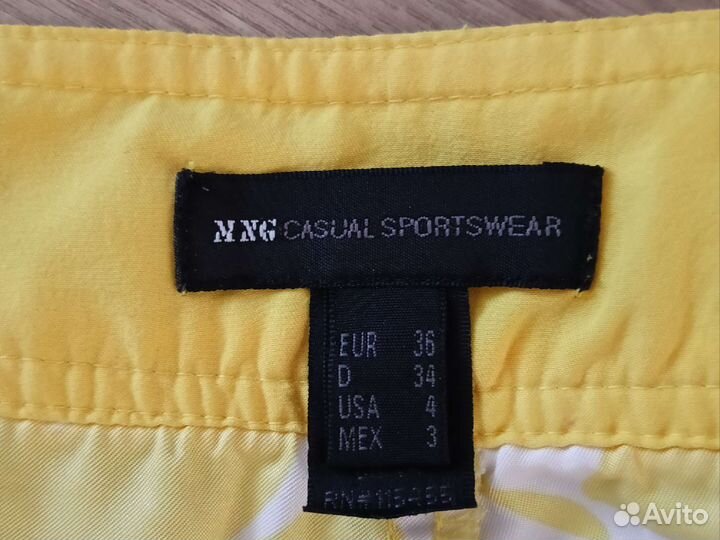 MNG CASUAL SPORTSWEAR
EUR 36
D 34
USA 4
MEX 3
Avito